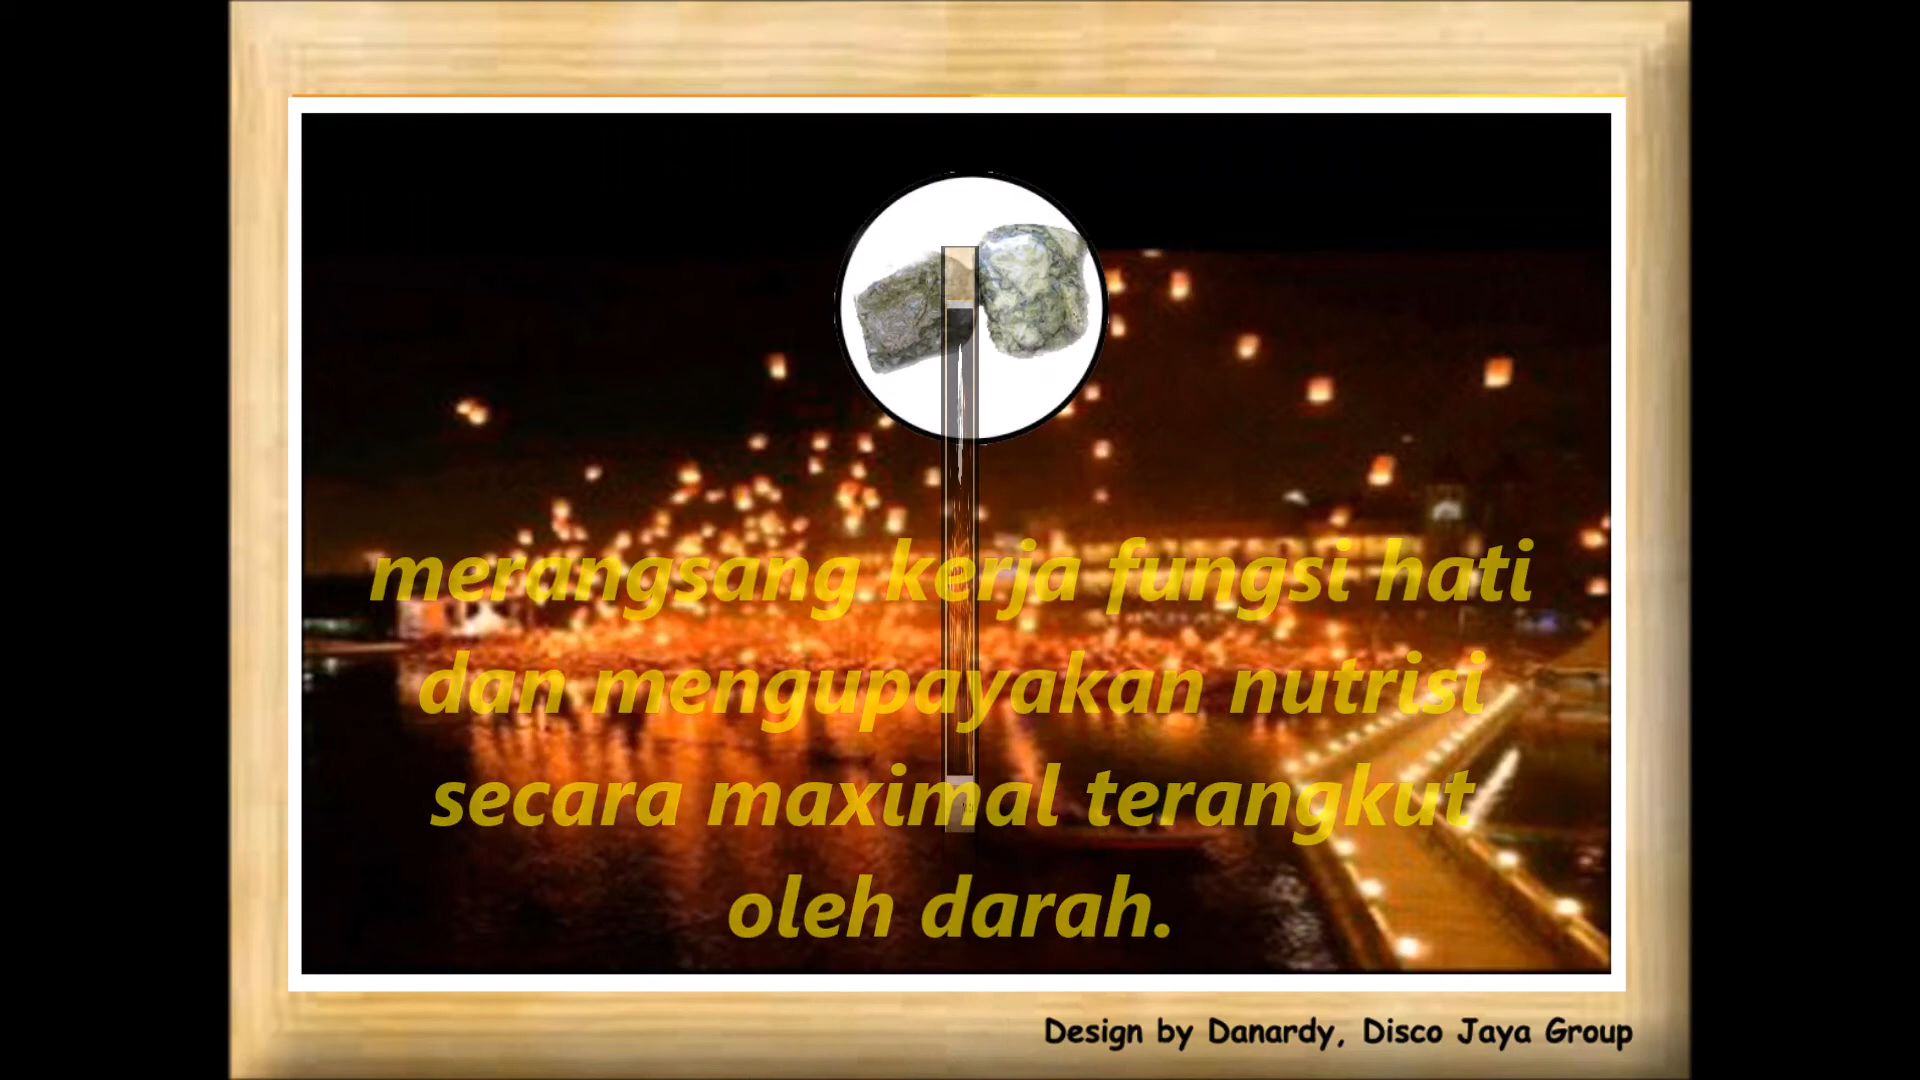 merangsang kerja fungsi hati
dan mengupayakan nutrisi
secara maximal terangkut
oleh darah.
Design by Danardy, Disco Jaya Group